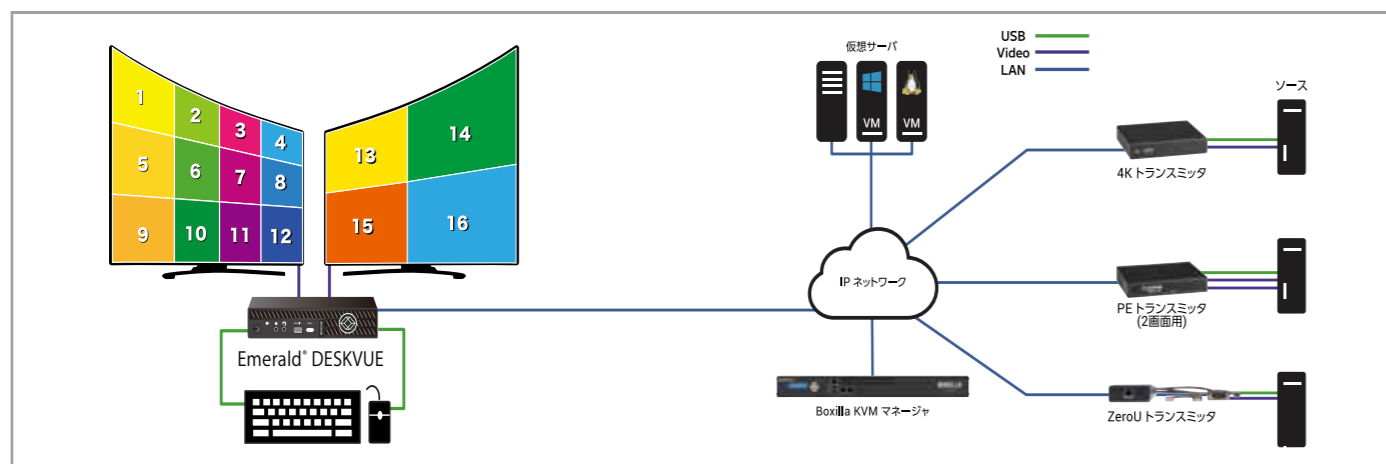 1
2
3
4
5
6
7
8
9
10
11
12
13
14
15
16
Emerald® DESKVUE
仮想サーバ
VM
VM
USB
Video
LAN
ソース
4K トランスミッタ
IP ネットワーク
PE トランスミッタ
(2画面用)
Boxilla KVM マネージャ
ZeroU トランスミッタ